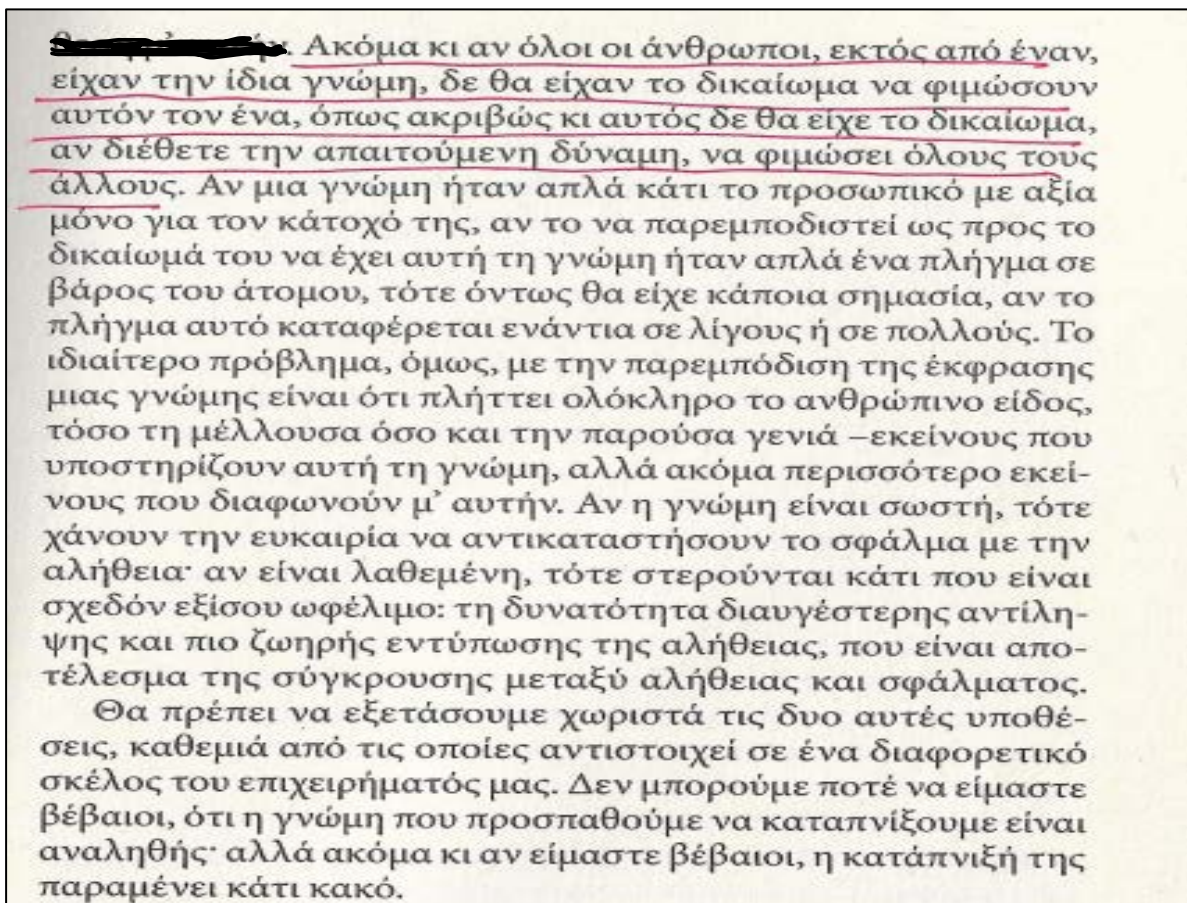 Ακόμα κι αν όλοι οι άνθρωποι, εκτός από έναν,
είχαν την ίδια γνώμη, δε θα είχαν το δικαίωμα να φιμώσουν
αυτόν τον ένα, όπως ακριβώς κι αυτός δε θα είχε το δικαίωμα,
αν διέθετε την απαιτούμενη δύναμη, να φιμώσει όλους τους
άλλους. Αν μια γνώμη ήταν απλά κάτι το προσωπικό με αξία
μόνο για τον κάτοχό της, αν το να παρεμποδιστεί ως προς το
δικαίωμά του να έχει αυτή τη γνώμη ήταν απλά ένα πλήγμα σε
βάρος του άτομου, τότε όντως θα είχε κάποια σημασία, αν το
πλήγμα αυτό καταφέρεται ενάντια σε λίγους ή σε πολλούς. Το
ιδιαίτερο πρόβλημα, όμως, με την παρεμπόδιση της έκφρασης
μιας γνώμης είναι ότι πλήττει ολόκληρο το ανθρώπινο είδος,
τόσο τη μέλλουσα όσο και την παρούσα γενιά –εκείνους που
υποστηρίζουν αυτή τη γνώμη, αλλά ακόμα περισσότερο εκεί-
νους που διαφωνούν μ' αυτήν. Αν η γνώμη είναι σωστή, τότε
χάνουν την ευκαιρία να αντικαταστήσουν το σφάλμα με την
αλήθεια· αν είναι λαθεμένη, τότε στερούνται κάτι που είναι
σχεδόν εξίσου ωφέλιμο: τη δυνατότητα διαυγέστερης αντίλη-
ψης και πιο ζωηρής εντύπωσης της αλήθειας, που είναι απο-
τέλεσμα της σύγκρουσης μεταξύ αλήθειας και σφάλματος.
Θα πρέπει να εξετάσουμε χωριστά τις δυο αυτές υποθέ-
σεις, καθεμιά από τις οποίες αντιστοιχεί σε ένα διαφορετικό
σκέλος του επιχειρήματός μας. Δεν μπορούμε ποτέ να είμαστε
βέβαιοι, ότι η γνώμη που προσπαθούμε να καταπνίξουμε είναι
αναληθής· αλλά ακόμα κι αν είμαστε βέβαιοι, η κατάπνιξή της
παραμένει κάτι κακό.